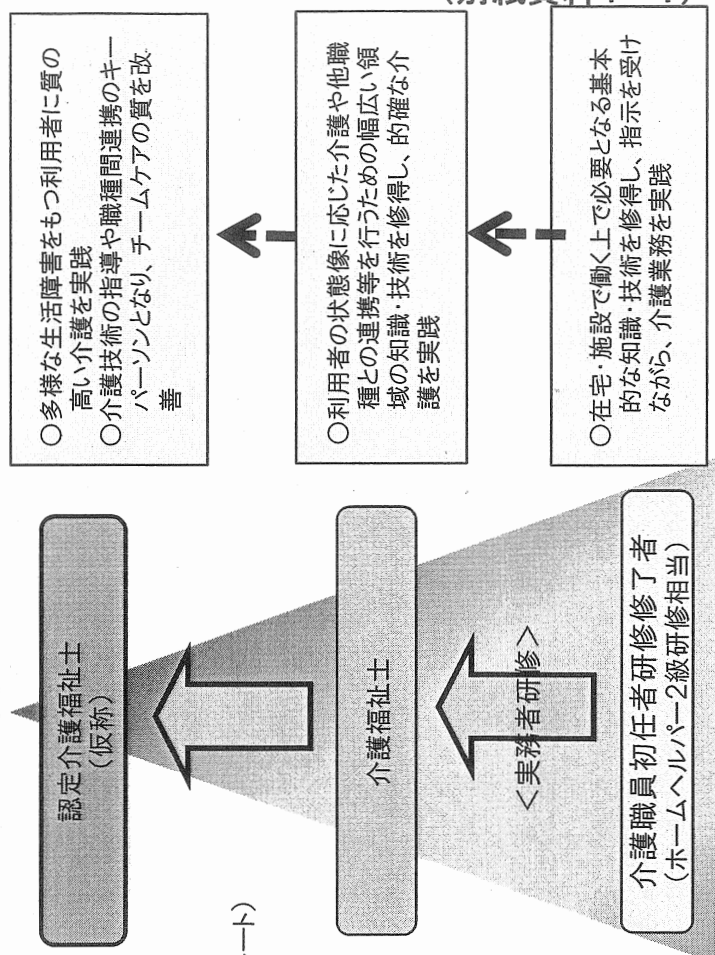 認定介護福祉士
(仮称)
介護福祉士
<実務者研修>
介護職員初任者研修修了者
(ホームヘルパー2級研修相当)
○多様な生活障害をもつ利用者に質の
高い介護を実践
○介護技術の指導や職種間連携のキー
パーソンとなり、チームケアの質を改
善
○利用者の状態像に応じた介護や他職
種との連携等を行うための幅広い領
域の知識・技術を修得し、的確な介
護を実践
○在宅・施設で働く上で必要となる基本
的な知識・技術を修得し、指示を受け
ながら、介護業務を実践
ート)